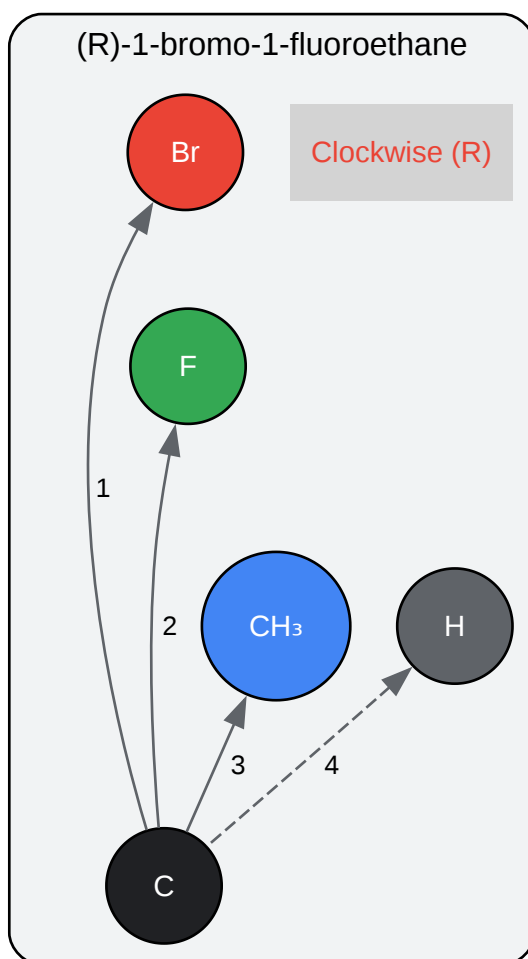 (R)-1-bromo-1-fluoroethane
Br
Clockwise (R)
F
1
2
CH₃
H
3
4
C